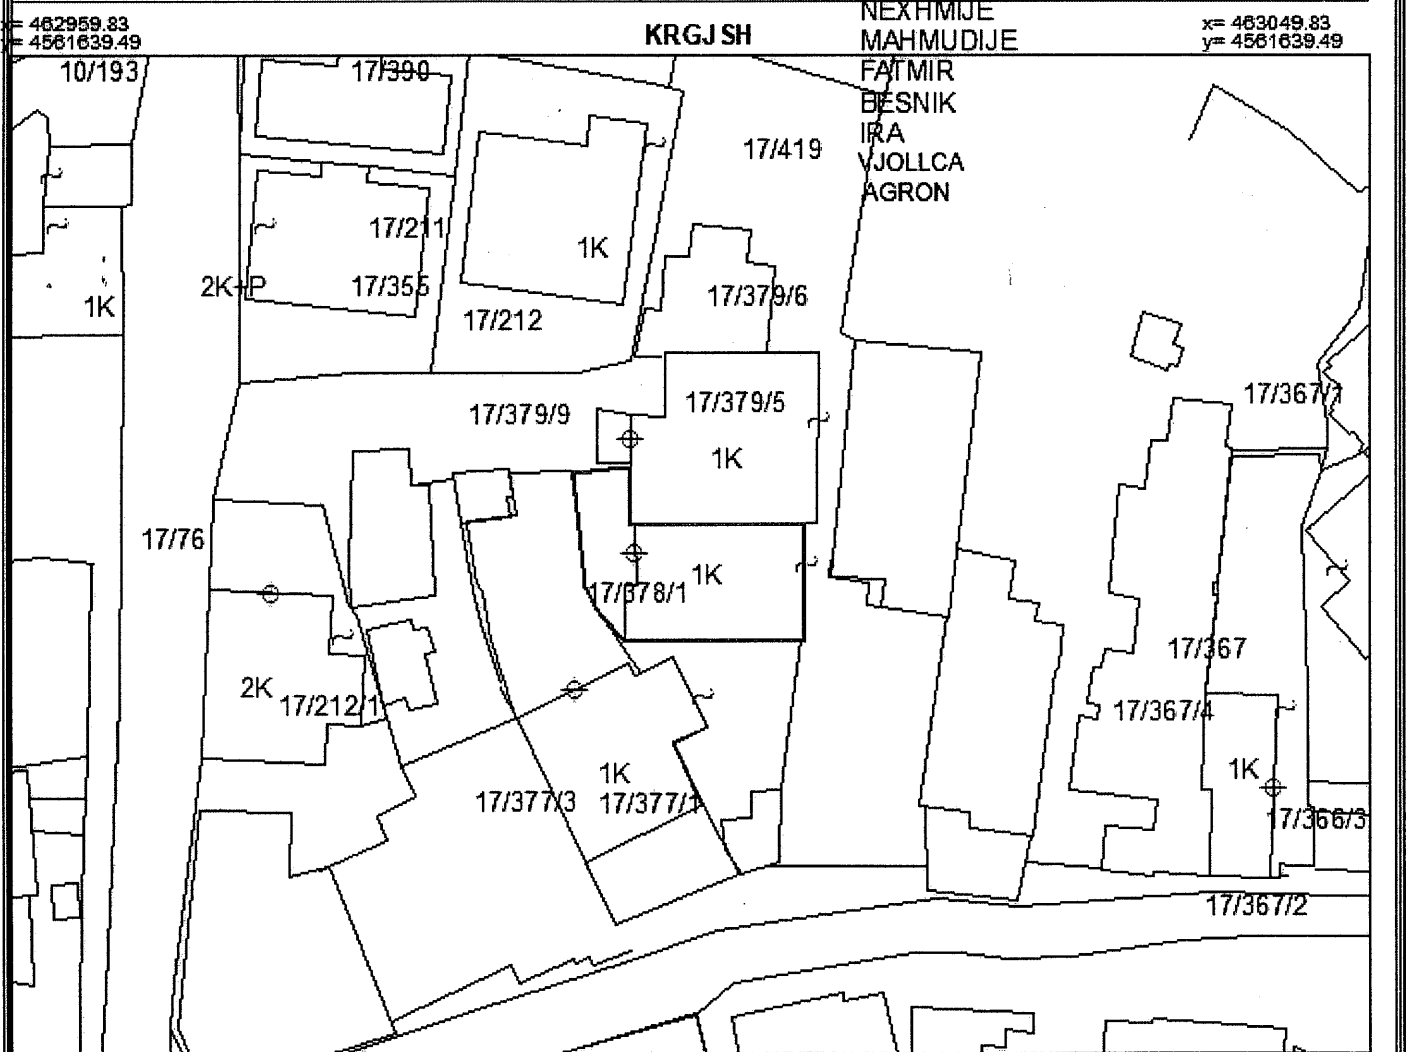 NEXHMIJE
x= 462959.83
y= 4561639.49
KRGJSH
MAHMUDIJE
x= 463049.83
y= 4561639.49
10/193
17/390
FATMIR
BESNIK
IRA
17/419
VJOLLCA
AGRON
17/211
1K
2K+P
17/355
17/379/6
1K
17/212
17/367/1
17/379/5
17/379/9
1K
17/76
1K
17/378/1
17/367
2K
17/212/1
17/367/4
1K
1K
17/377/3
17/377/1
17/366/3
17/367/2